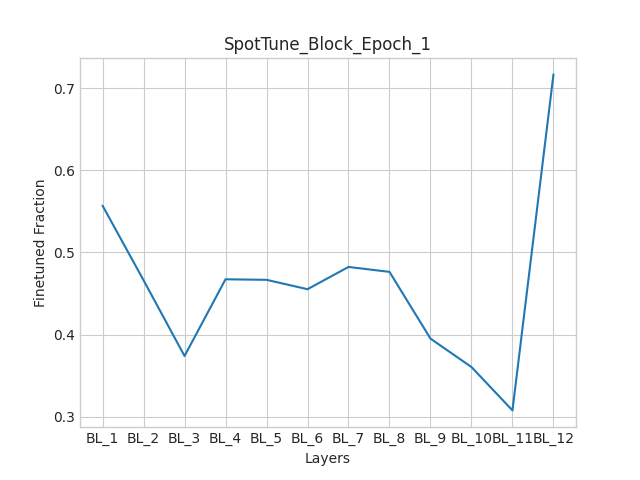 SpotTune_Block_Epoch_1
0.7
0.6
0.5
0.4
0.3
Finetuned Fraction
BL_1 BL_2 BL_3 BL_4 BL_5 BL_6 BL_7 BL_8 BL_9 BL_10 BL_11 BL_12
Layers